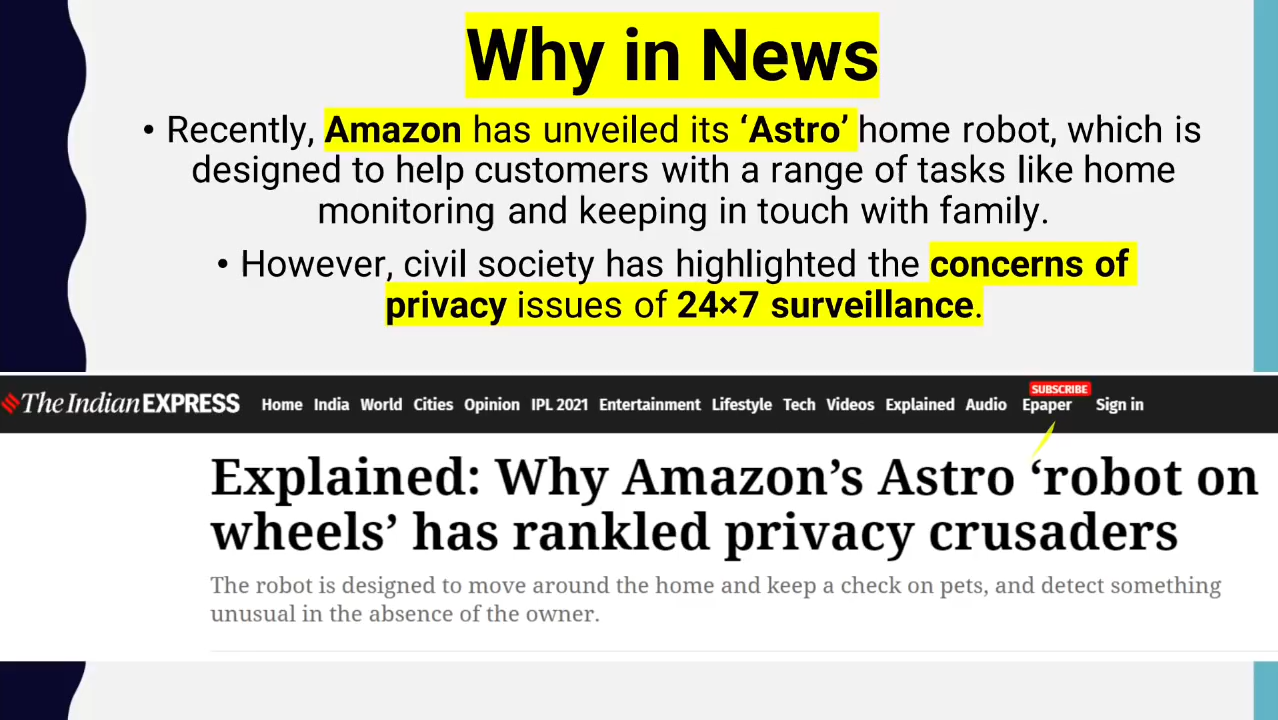 Why in News
• Recently, Amazon has unveiled its ‘Astro’ home robot, which is
designed to help customers with a range of tasks like home
monitoring and keeping in touch with family.
• However, civil society has highlighted the concerns of
privacy issues of 24×7 surveillance.
SUBSCRIBE
The Indian EXPRESS Home India World Cities Opinion IPL 2021 Entertainment Lifestyle Tech Videos Explained Audio Epaper Sign in
Explained: Why Amazon’s Astro ‘robot on
wheels’ has rankled privacy crusaders
The robot is designed to move around the home and keep a check on pets, and detect something
unusual in the absence of the owner.